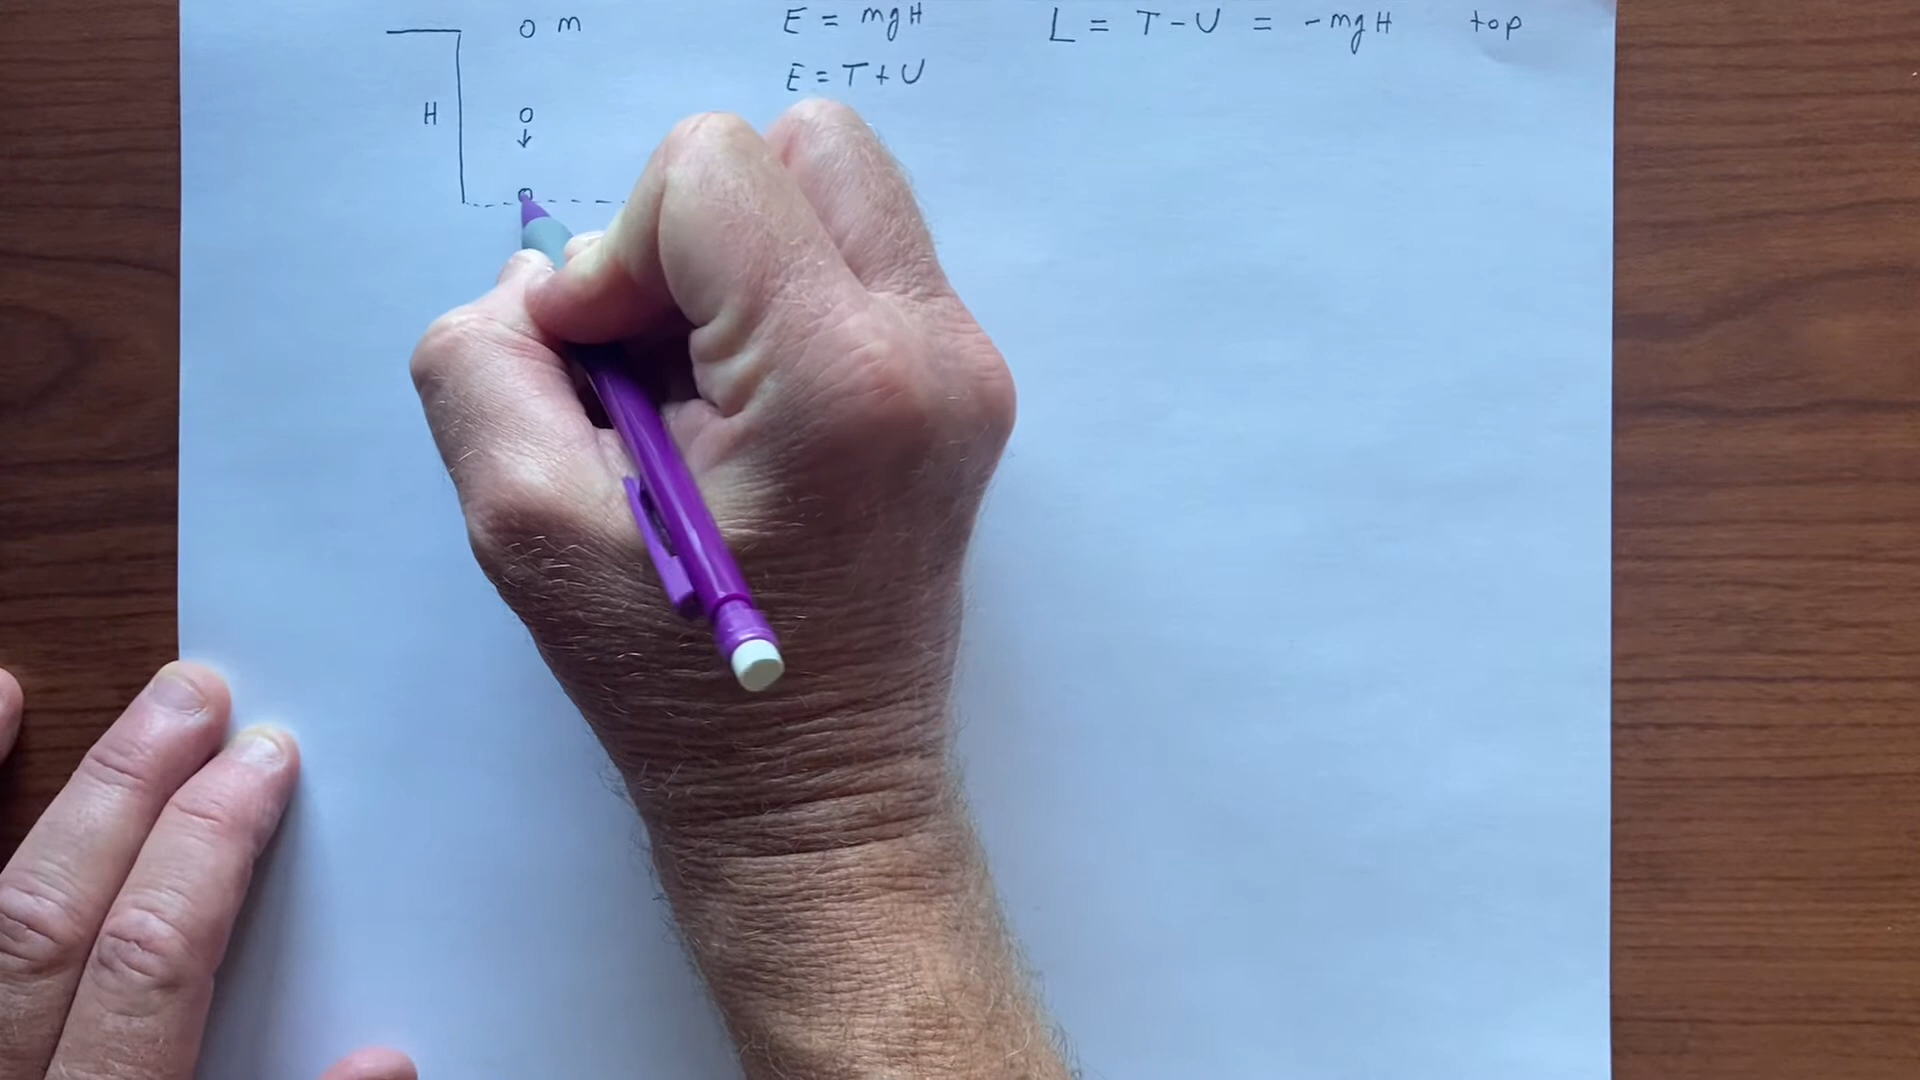 m
E = mgH
L = T - U = -mgH top
E = T + U
H